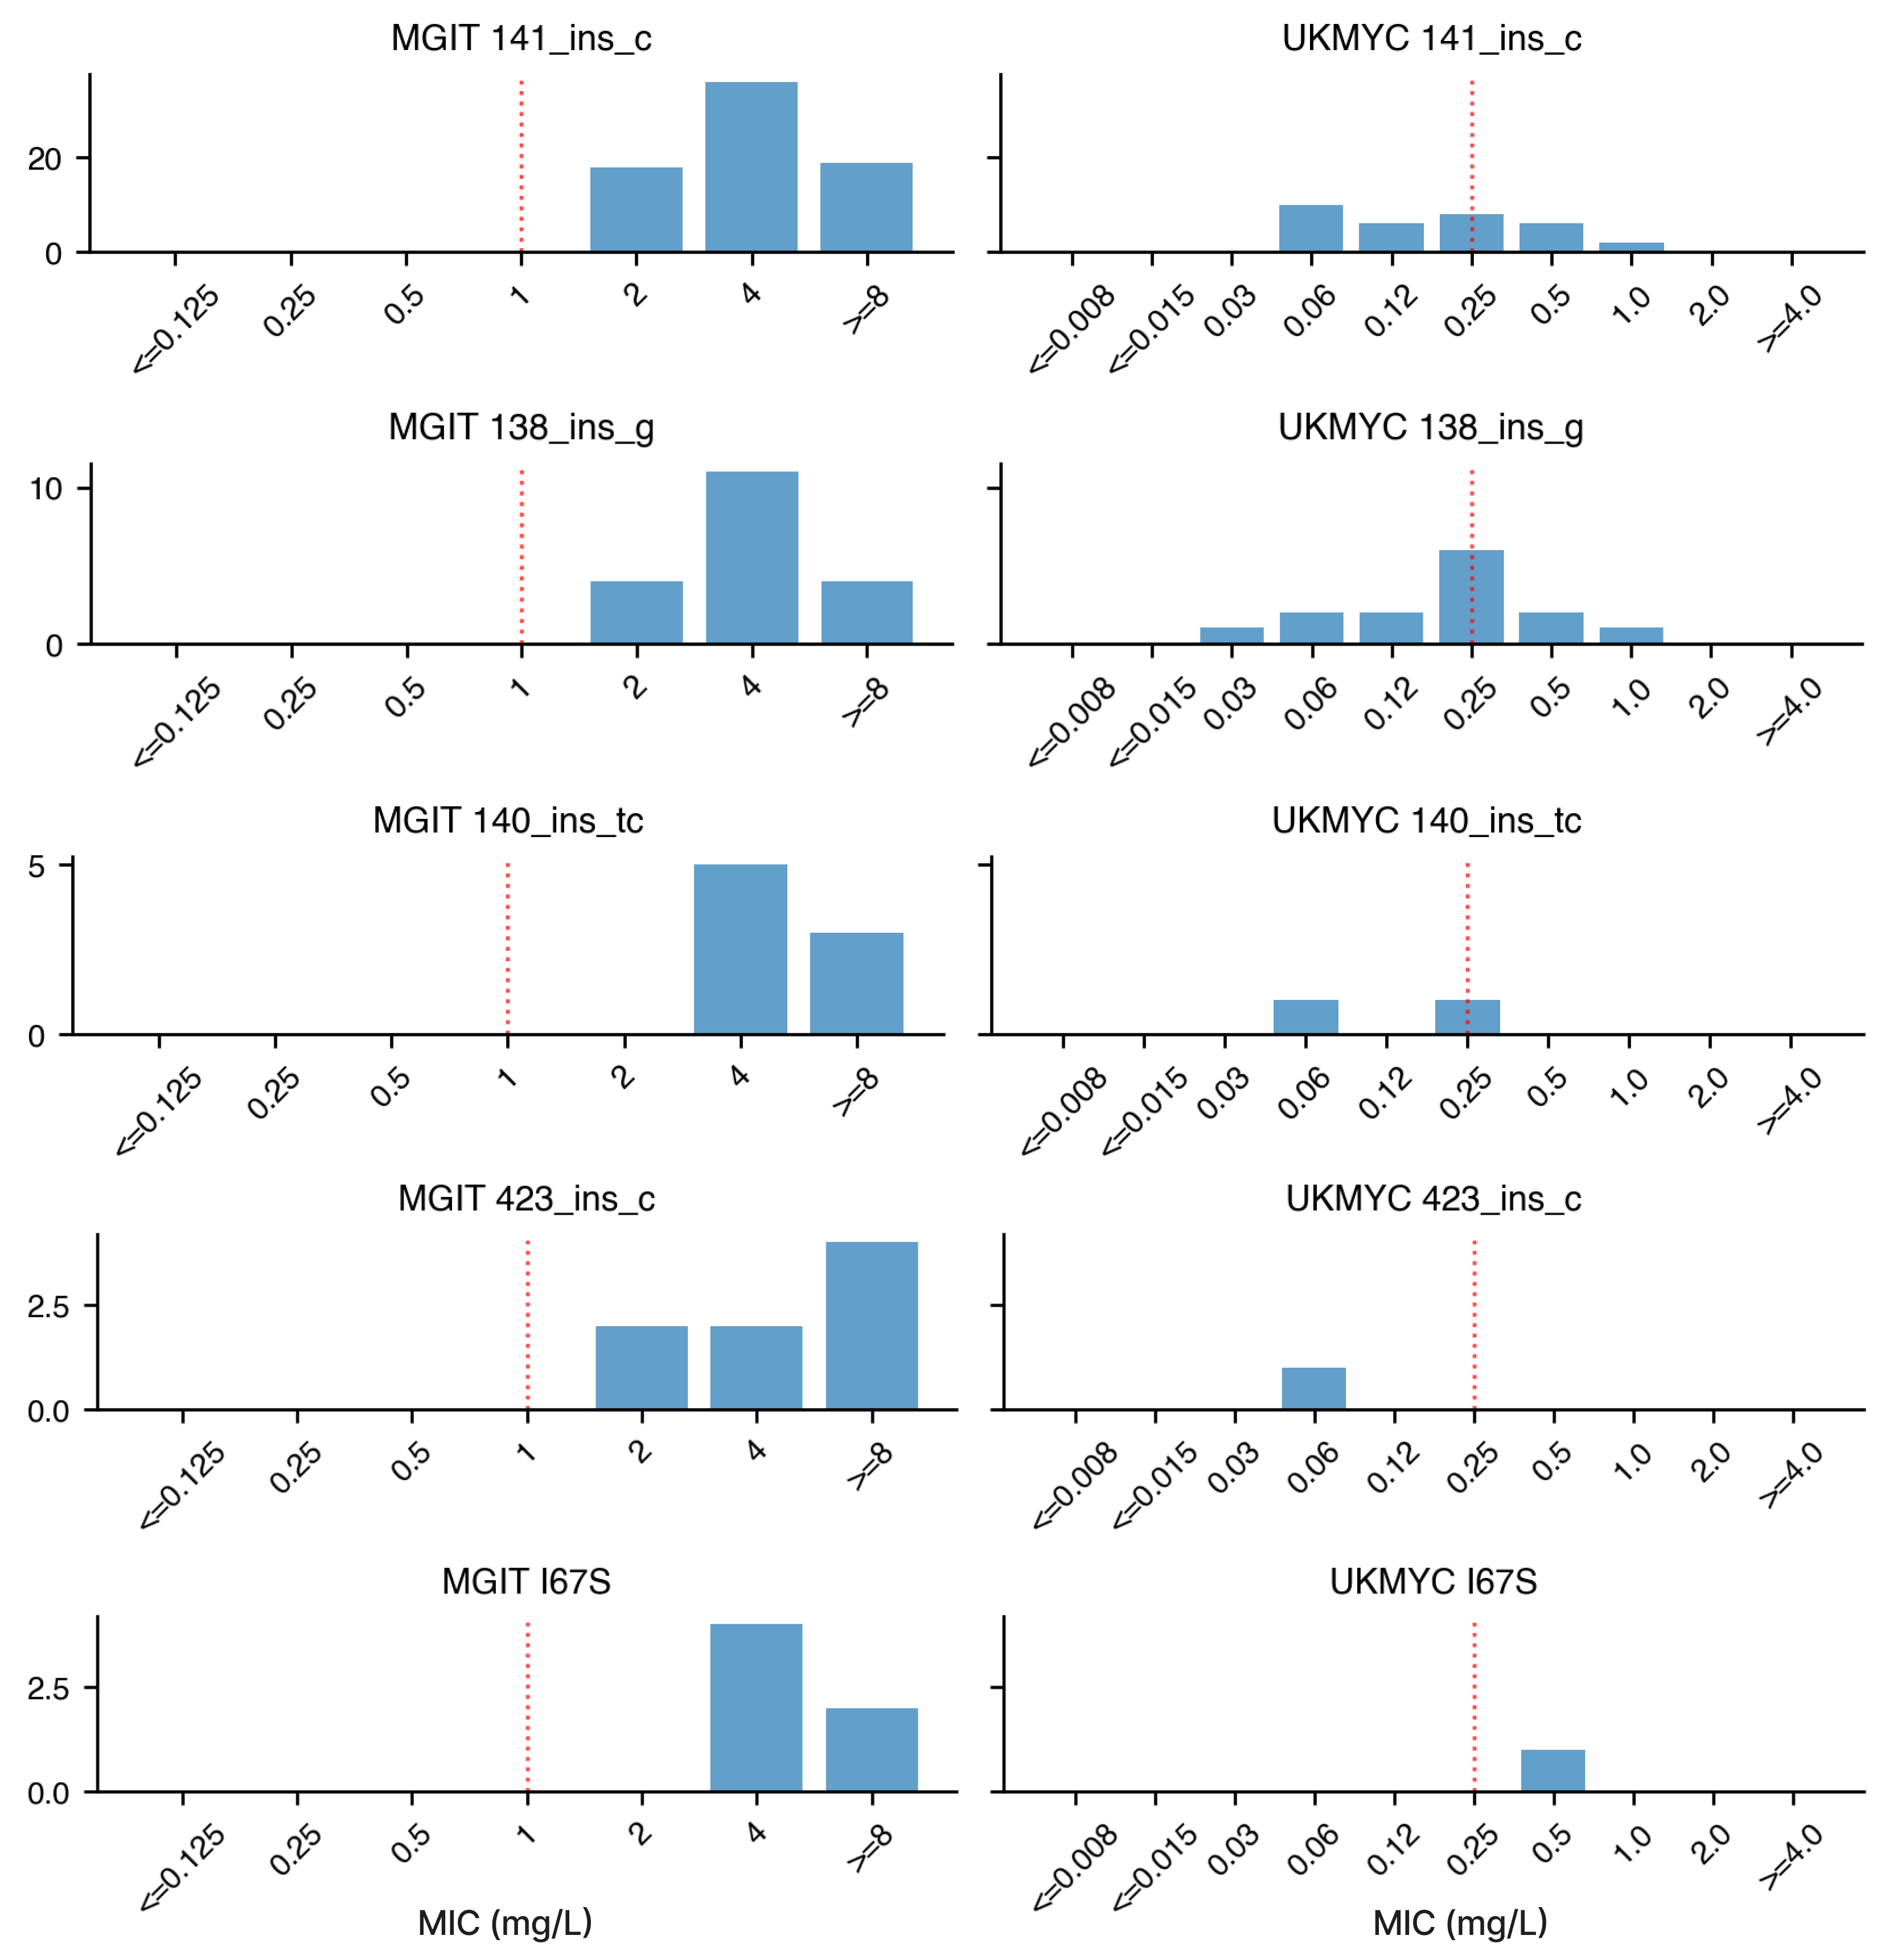 MGIT 141_ins_c
UKMYC 141_ins_c
20
0
<=0.125 0.25 0.5 1 2 4 >=8
<=0.008 <=0.015 0.03 0.06 0.12 0.25 0.5 1.0 2.0 >=4.0
MGIT 138_ins_g
UKMYC 138_ins_g
10
0
<=0.125 0.25 0.5 1 2 4 >=8
<=0.008 <=0.015 0.03 0.06 0.12 0.25 0.5 1.0 2.0 >=4.0
MGIT 140_ins_tc
UKMYC 140_ins_tc
5
0
<=0.125 0.25 0.5 1 2 4 >=8
<=0.008 <=0.015 0.03 0.06 0.12 0.25 0.5 1.0 2.0 >=4.0
MGIT 423_ins_c
UKMYC 423_ins_c
2.5
0.0
<=0.125 0.25 0.5 1 2 4 >=8
<=0.008 <=0.015 0.03 0.06 0.12 0.25 0.5 1.0 2.0 >=4.0
MGIT I67S
UKMYC I67S
2.5
0.0
<=0.125 0.25 0.5 1 2 4 >=8
<=0.008 <=0.015 0.03 0.06 0.12 0.25 0.5 1.0 2.0 >=4.0
MIC (mg/L)
MIC (mg/L)